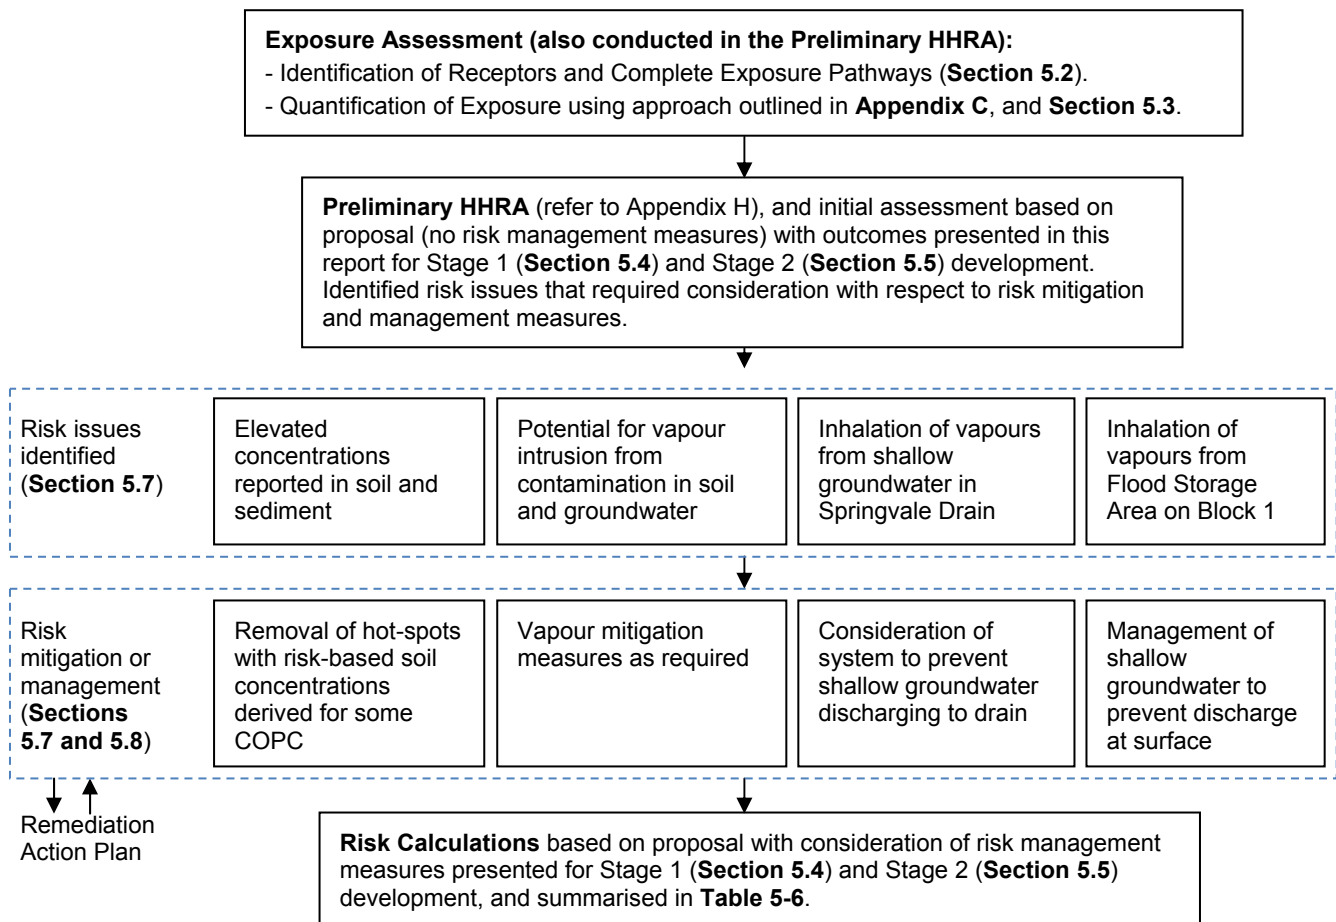 Exposure Assessment (also conducted in the Preliminary HHRA):
- Identification of Receptors and Complete Exposure Pathways (Section 5.2).
- Quantification of Exposure using approach outlined in Appendix C, and Section 5.3.
Preliminary HHRA (refer to Appendix H), and initial assessment based on
proposal (no risk management measures) with outcomes presented in this
report for Stage 1 (Section 5.4) and Stage 2 (Section 5.5) development.
Identified risk issues that required consideration with respect to risk mitigation
and management measures.
Risk issues
identified
(Section 5.7)
Elevated
concentrations
reported in soil and
sediment
Potential for vapour
intrusion from
contamination in soil
and groundwater
Inhalation of vapours
from shallow
groundwater in
Springvale Drain
Inhalation of
vapours from
Flood Storage
Area on Block 1
Risk
mitigation or
management
(Sections
5.7 and 5.8)
Removal of hot-spots
with risk-based soil
concentrations
derived for some
COPC
Vapour mitigation
measures as required
Consideration of
system to prevent
shallow groundwater
discharging to drain
Management of
shallow
groundwater to
prevent discharge
at surface
Remediation
Action Plan
Risk Calculations based on proposal with consideration of risk management
measures presented for Stage 1 (Section 5.4) and Stage 2 (Section 5.5)
development, and summarised in Table 5-6.